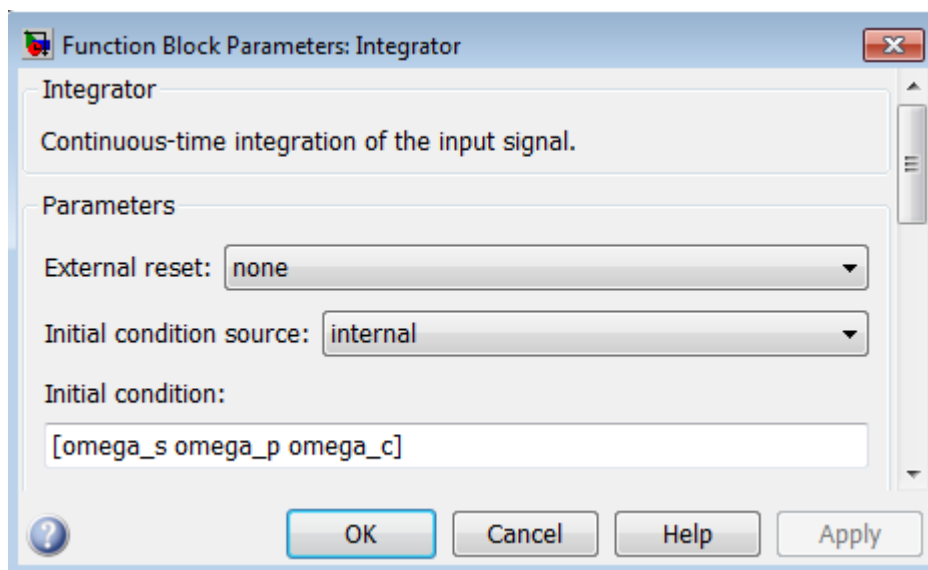 Function Block Parameters: Integrator
Integrator
Continuous-time integration of the input signal.
Parameters
External reset: none
Initial condition source: internal
Initial condition:
[omega_s omega_p omega_c]
OK Cancel Help Apply